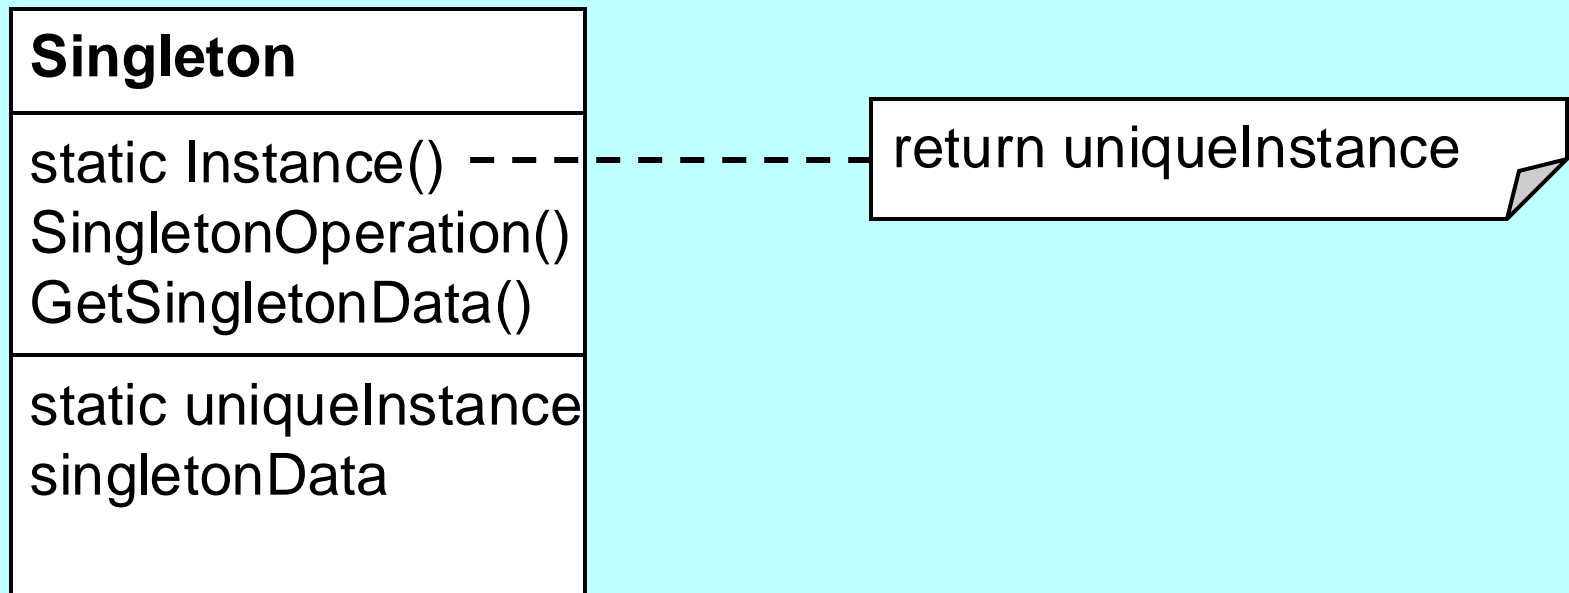 Singleton
static Instance()
return uniqueInstance
SingletonOperation()
GetSingletonData()
static uniqueInstance
singletonData